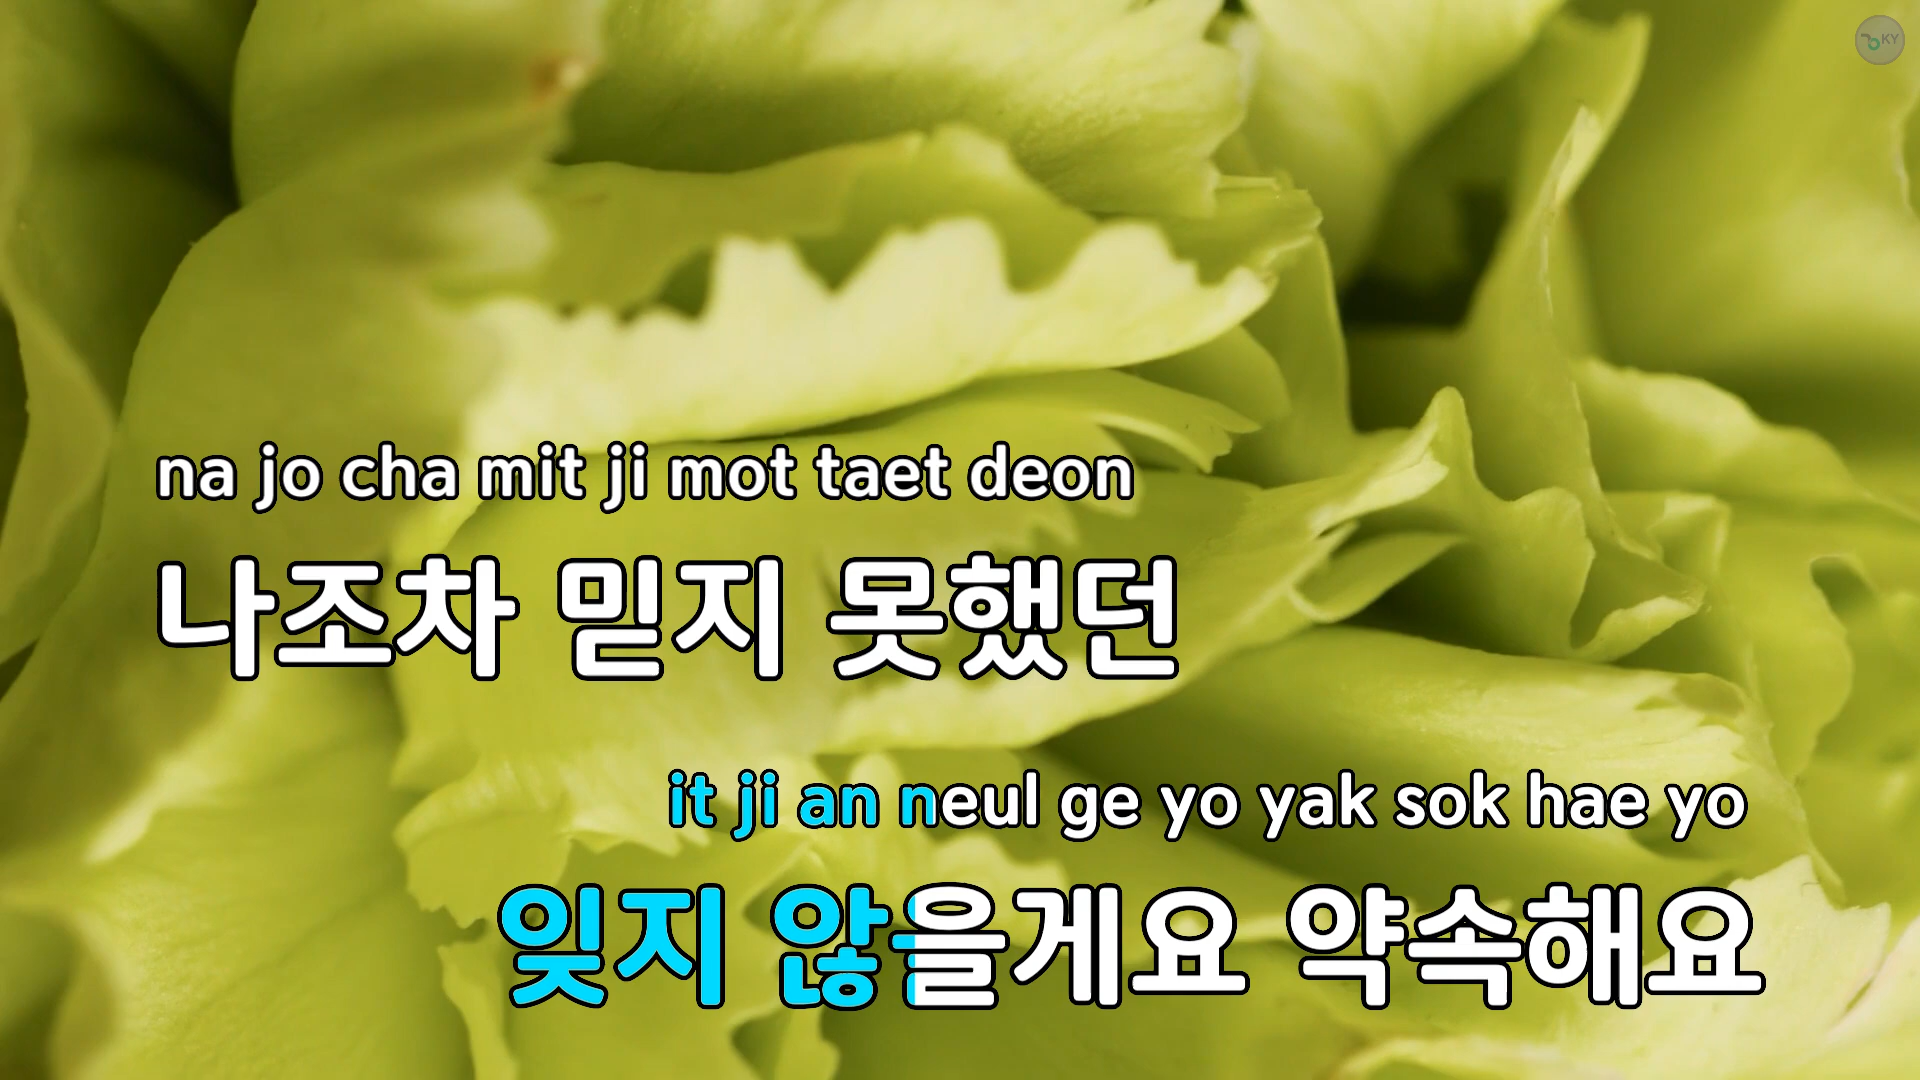 KY
na jo cha mit ji mot taet deon
나조차 믿지 못했던
it ji an neul ge yo yak sok hae yo
잊지 않을게요 약속해요